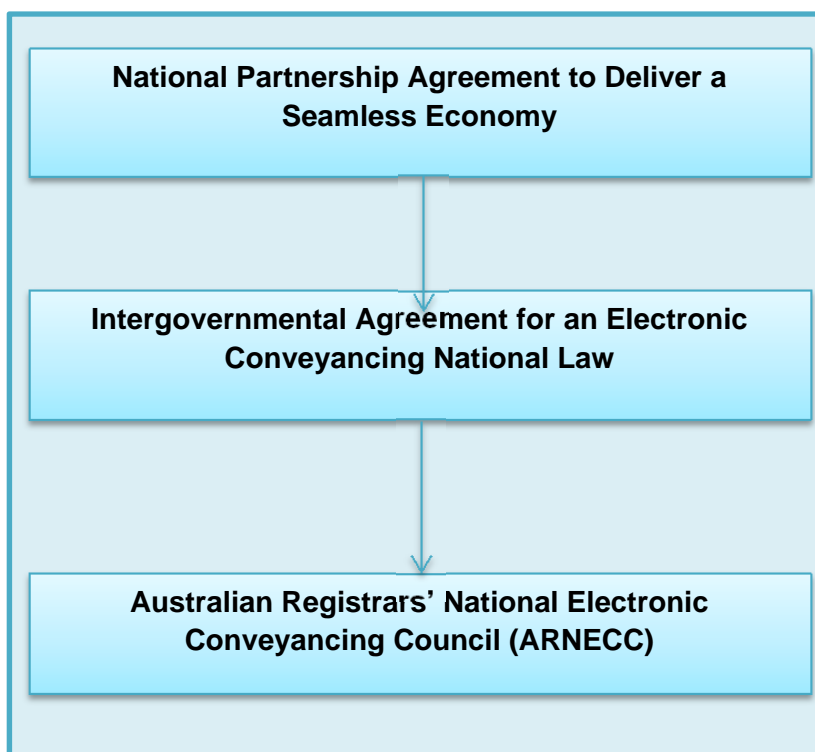 National Partnership Agreement to Deliver a
Seamless Economy
Intergovernmental Agreement for an Electronic
Conveyancing National Law
Australian Registrars’ National Electronic
Conveyancing Council (ARNECC)